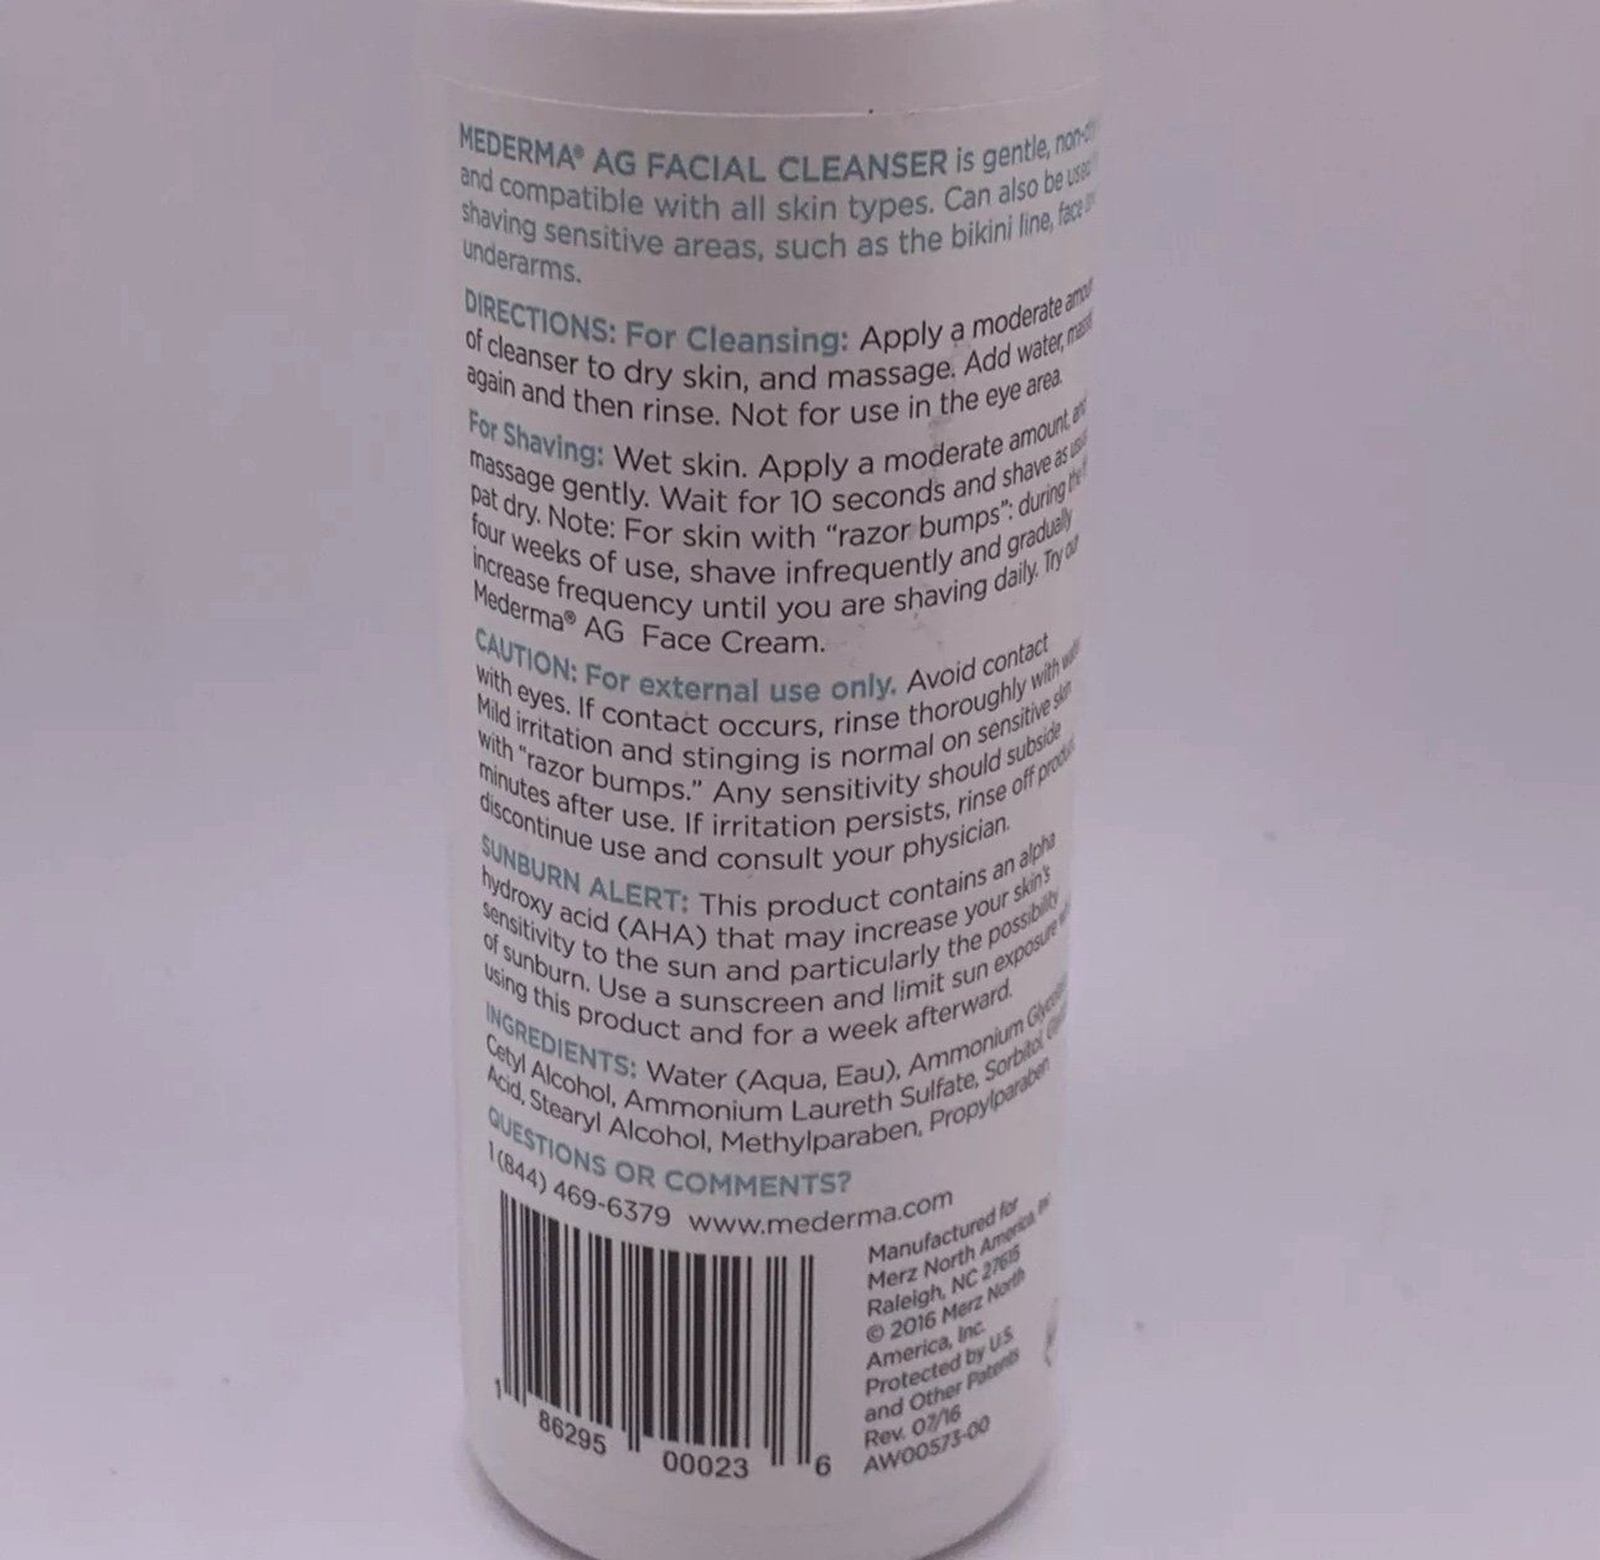 MEDERMA® AG FACIAL CLEANSER is gentle,
and compatible with all skin types. Can also be used
shaving sensitive areas, such as the bikini line, face
underarms.
DIRECTIONS: For Cleansing: Apply a moderate
of cleanser to dry skin, and massage. Add water,
again and then rinse. Not for use in the eye area.
For Shaving: Wet skin. Apply a moderate amount,
massage gently. Wait for 10 seconds and shave as
pat dry. Note: For skin with “razor bumps”: during the
four weeks of use, shave infrequently and gradually
increase frequency until you are shaving daily. Try our
Mederma® AG Face Cream.
CAUTION: For external use only. Avoid contact
with eyes. If contact occurs, rinse thoroughly with
Mild irritation and stinging is normal on sensitive skin
with “razor bumps.” Any sensitivity should subside
minutes after use. If irritation persists, rinse off
discontinue use and consult your physician.
SUNBURN ALERT: This product contains an alpha
hydroxy acid (AHA) that may increase your skin's
sensitivity to the sun and particularly the possibility
of sunburn. Use a sunscreen and limit sun exposure
using this product and for a week afterward.
INGREDIENTS: Water (Aqua, Eau), Ammonium
Cetyl Alcohol, Ammonium Laureth Sulfate, Sorbitol,
Acid, Stearyl Alcohol, Methylparaben, Propylparaben
QUESTIONS OR COMMENTS?
1 (844) 469-6379 www.mederma.com
Manufactured for
Merz North America,
Raleigh, NC 27615
© 2016 Merz North
America, Inc.
Protected by U.S.
and Other Patents
Rev. 07/16
AW00573-00
1 86295 00023 6